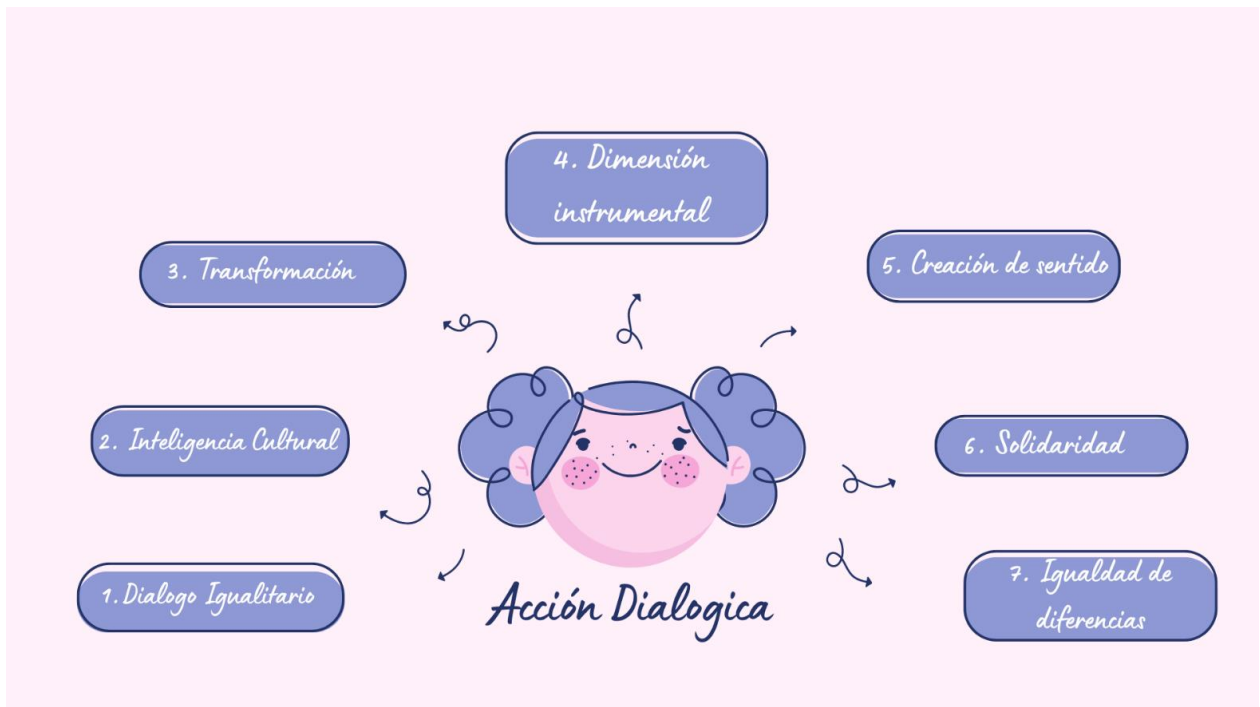 4. Dimensión
instrumental
3. Transformación
5. Creación de sentido
2. Inteligencia Cultural
6. Solidaridad
1. Dialogo Igualitario
7. Igualdad de
diferencias
Acción Dialogica